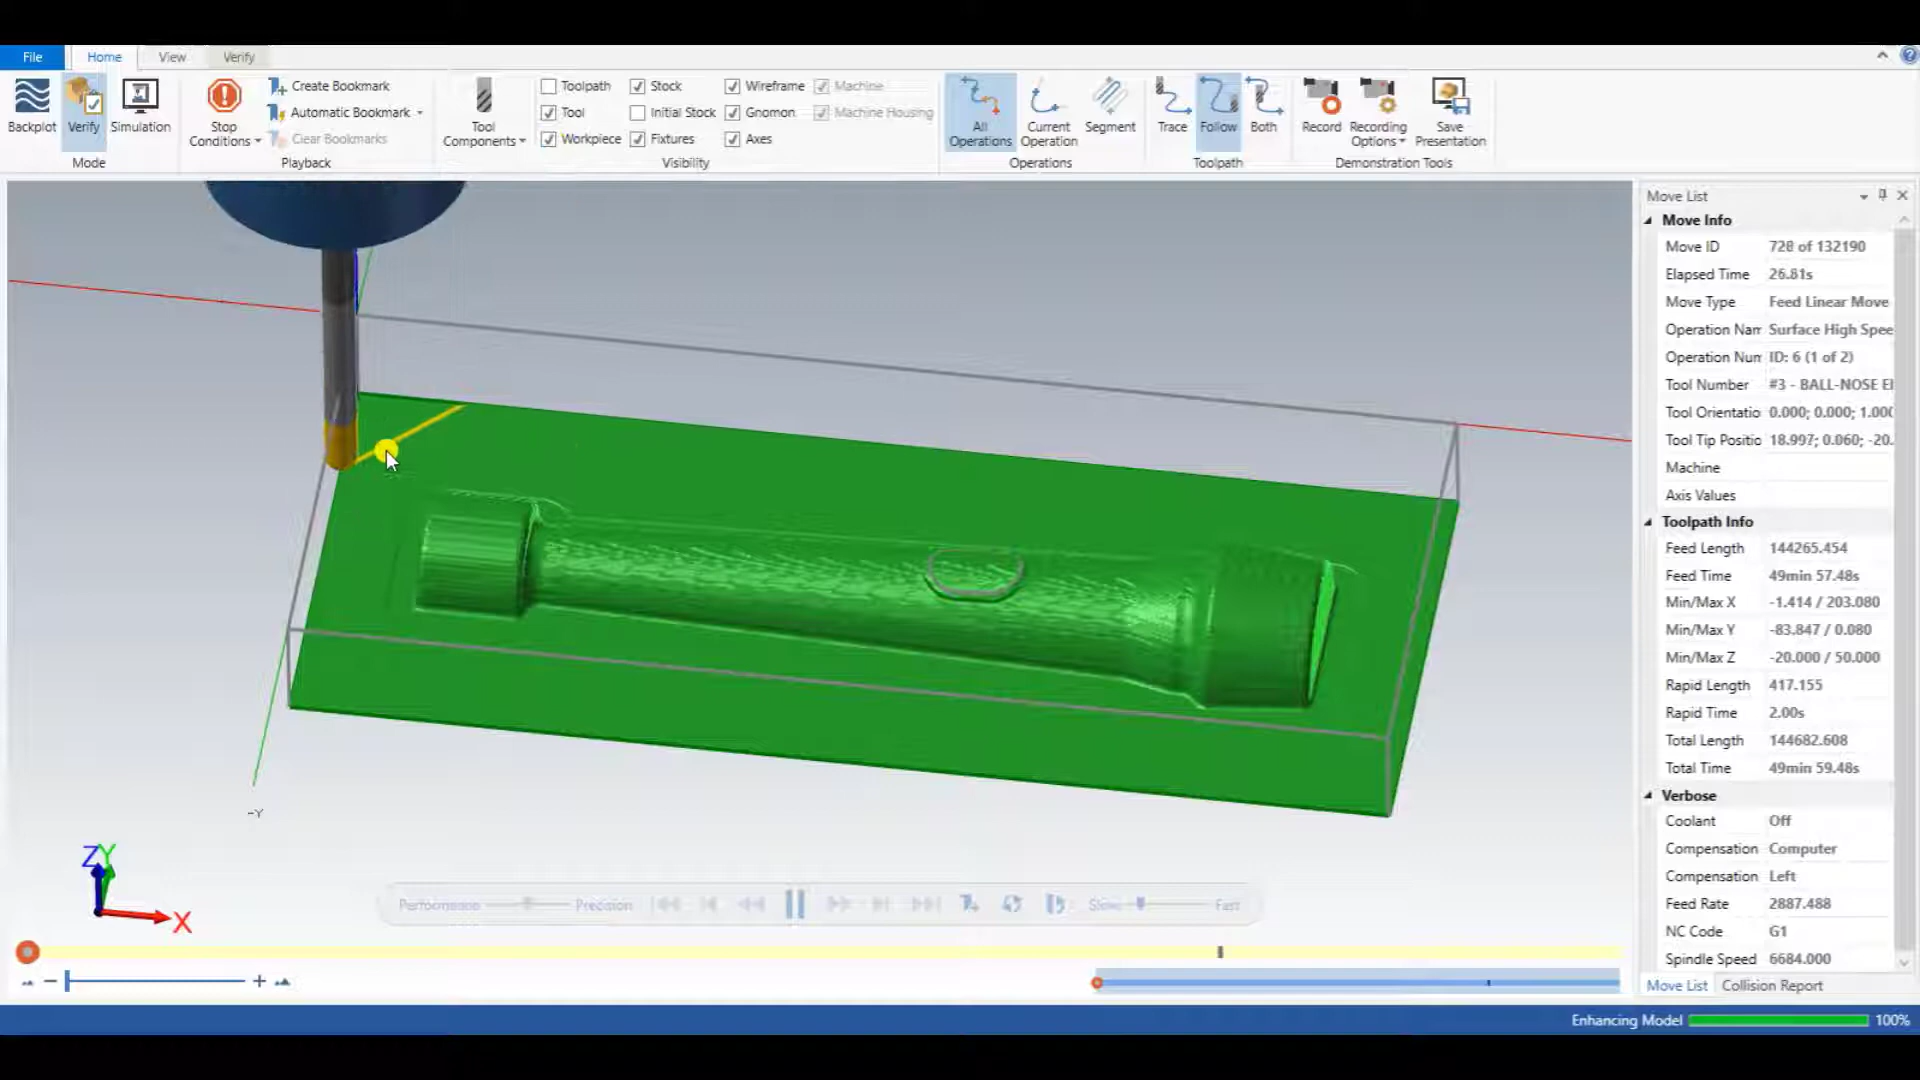 File Home View Verify
Backplot Verify Simulation
Mode
Stop Conditions
Create Bookmark
Automatic Bookmark
Clear Bookmarks
Playback
Tool Components
Toolpath Stock Wireframe Machine
Tool Initial Stock Gnomon Machine Housing
Workpiece Fixtures Axes
Visibility
All Operations
Current Operation
Segment
Operations
Trace Follow Both
Toolpath
Record
Recording Options
Save Presentation
Demonstration Tools
Move List
Move Info
Move ID 728 of 132190
Elapsed Time 26.81s
Move Type Feed Linear Move
Operation Nam Surface High Spee
Operation Num ID: 6 (1 of 2)
Tool Number #3 - BALL-NOSE EI
Tool Orientatio 0.000; 0.000; 1.000
Tool Tip Positio 18.997; 0.060; -20.
Machine
Axis Values
Toolpath Info
Feed Length 144265.454
Feed Time 49min 57.48s
Min/Max X -1.414 / 203.080
Min/Max Y -83.847 / 0.080
Min/Max Z -20.000 / 50.000
Rapid Length 417.155
Rapid Time 2.00s
Total Length 144682.608
Total Time 49min 59.48s
Verbose
Coolant Off
Compensation Computer
Compensation Left
Feed Rate 2887.488
NC Code G1
Spindle Speed 6684.000
Move List Collision Report
-Y
Z Y
X
Performance Precision Slow Fast
Enhancing Model 100%